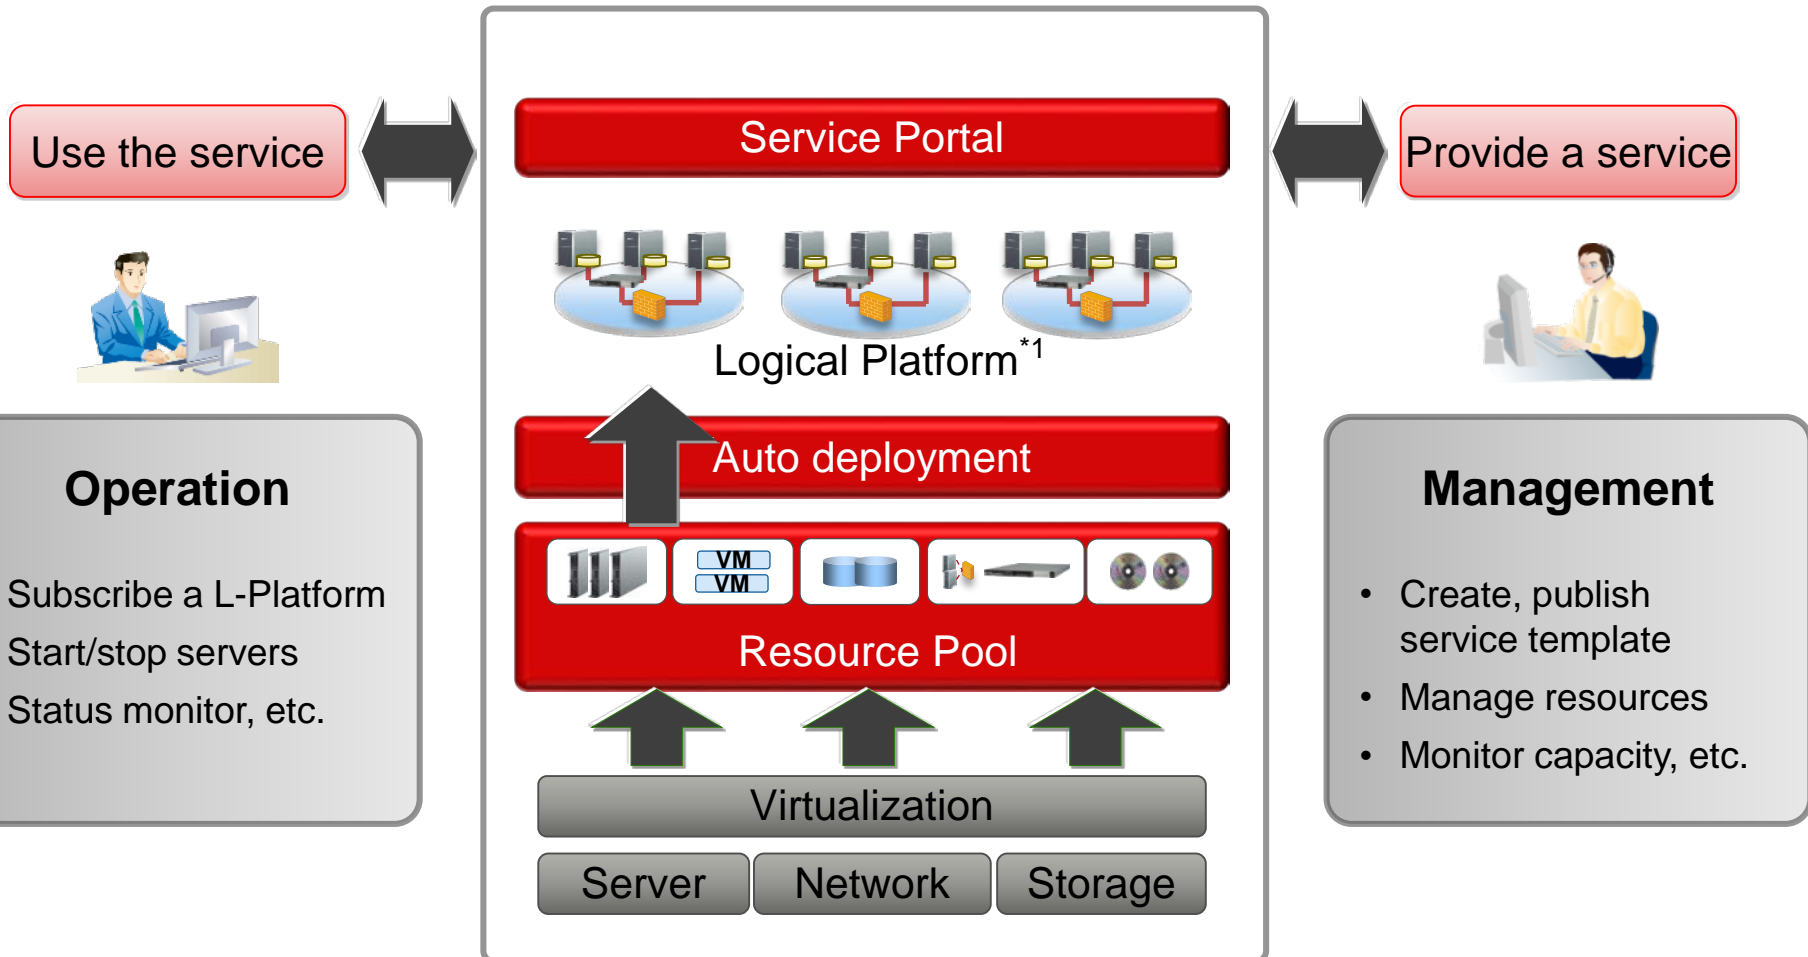 Use the service
Operation
Subscribe a L-Platform
Start/stop servers
Status monitor, etc.
Service Portal
Logical Platform*1
Auto deployment
VM
VM
Resource Pool
Virtualization
Server
Network
Storage
Provide a service
Management
• Create, publish
service template
• Manage resources
• Monitor capacity, etc.